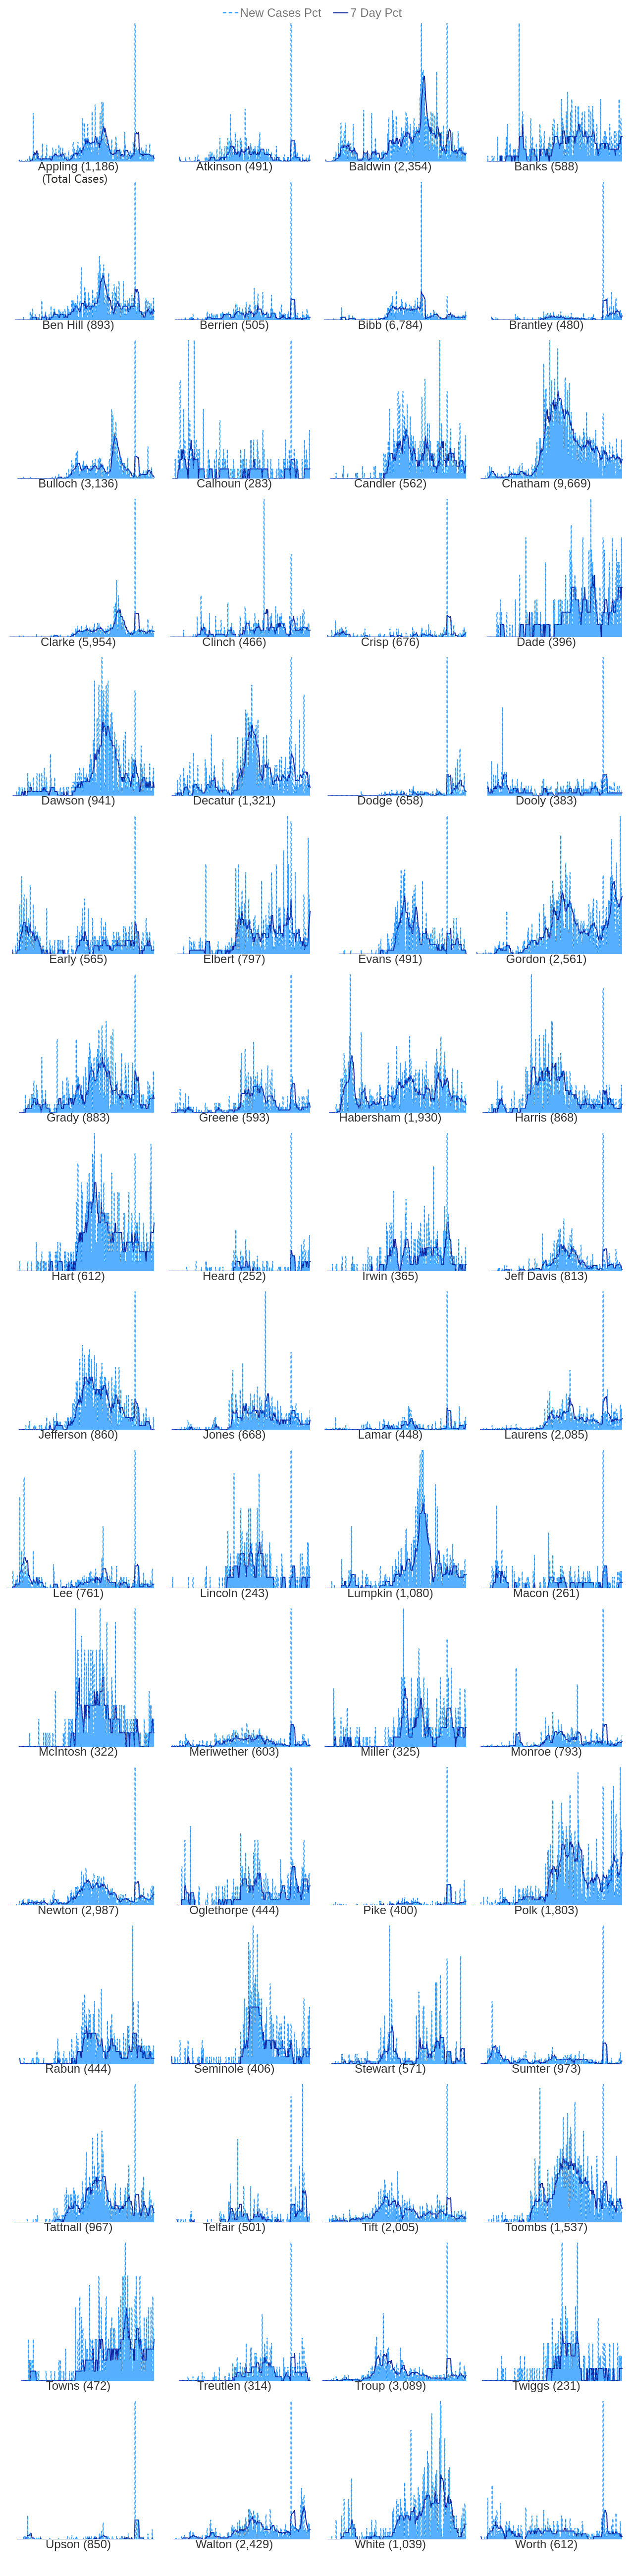 New Cases Pct 7 Day Pct
Appling (1,186) Atkinson (491) Baldwin (2,354) Banks (588)
(Total Cases)
Ben Hill (893) Berrien (505) Bibb (6,784) Brantley (480)
Bulloch (3,136) Calhoun (283) Candler (562) Chatham (9,669)
Clarke (5,954) Clinch (466) Crisp (676) Dade (396)
Dawson (941) Decatur (1,321) Dodge (658) Dooly (383)
Early (565) Elbert (797) Evans (491) Gordon (2,561)
Grady (883) Greene (593) Habersham (1,930) Harris (868)
Hart (612) Heard (252) Irwin (365) Jeff Davis (813)
Jefferson (860) Jones (668) Lamar (448) Laurens (2,085)
Lee (761) Lincoln (243) Lumpkin (1,080) Macon (261)
McIntosh (322) Meriwether (603) Miller (325) Monroe (793)
Newton (2,987) Oglethorpe (444) Pike (400) Polk (1,803)
Rabun (444) Seminole (406) Stewart (571) Sumter (973)
Tattnall (967) Telfair (501) Tift (2,005) Toombs (1,537)
Towns (472) Treutlen (314) Troup (3,089) Twiggs (231)
Upson (850) Walton (2,429) White (1,039) Worth (612)